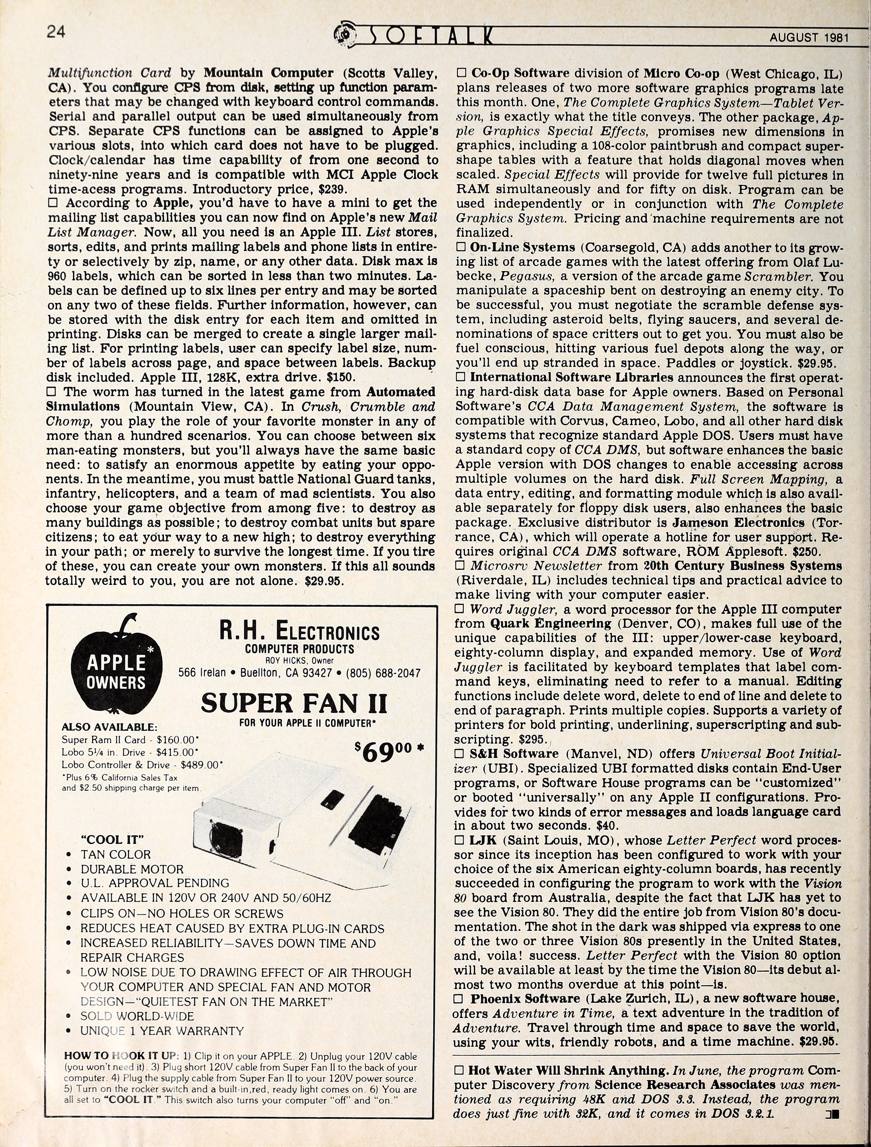 24
SOFTALK
AUGUST 1981
Multifunction Card by Mountain Computer (Scotts Valley,
CA). You configure CPS from disk, setting up function param-
eters that may be changed with keyboard control commands.
Serial and parallel output can be used simultaneously from
CPS. Separate CPS functions can be assigned to Apple's
various slots, into which card does not have to be plugged.
Clock/calendar has time capability of from one second to
ninety-nine years and is compatible with MCI Apple Clock
time-acess programs. Introductory price, $239.
□ According to Apple, you'd have to have a mini to get the
mailing list capabilities you can now find on Apple's new Mail
List Manager. Now, all you need is an Apple III. List stores,
sorts, edits, and prints mailing labels and phone lists in entire-
ty or selectively by zip, name, or any other data. Disk max is
960 labels, which can be sorted in less than two minutes. La-
bels can be defined up to six lines per entry and may be sorted
on any two of these fields. Further information, however, can
be stored with the disk entry for each item and omitted in
printing. Disks can be merged to create a single larger mail-
ing list. For printing labels, user can specify label size, num-
ber of labels across page, and space between labels. Backup
disk included. Apple III, 128K, extra drive. $150.
□ The worm has turned in the latest game from Automated
Simulations (Mountain View, CA). In Crush, Crumble and
Chomp, you play the role of your favorite monster in any of
more than a hundred scenarios. You can choose between six
man-eating monsters, but you'll always have the same basic
need: to satisfy an enormous appetite by eating your oppo-
nents. In the meantime, you must battle National Guard tanks,
infantry, helicopters, and a team of mad scientists. You also
choose your game objective from among five: to destroy as
many buildings as possible; to destroy combat units but spare
citizens; to eat your way to a new high; to destroy everything
in your path; or merely to survive the longest time. If you tire
of these, you can create your own monsters. If this all sounds
totally weird to you, you are not alone. $29.95.
APPLE*
OWNERS
R.H. ELECTRONICS
COMPUTER PRODUCTS
ROY HICKS, Owner
566 Irelan • Buellton, CA 93427 • (805) 688-2047
SUPER FAN II
FOR YOUR APPLE II COMPUTER*
$69⁰⁰ *
ALSO AVAILABLE:
Super Ram II Card - $160.00*
Lobo 5¼ in. Drive - $415.00*
Lobo Controller & Drive - $489.00*
*Plus 6% California Sales Tax
and $2.50 shipping charge per item.
"COOL IT"
• TAN COLOR
• DURABLE MOTOR
• U.L. APPROVAL PENDING
• AVAILABLE IN 120V OR 240V AND 50/60HZ
• CLIPS ON—NO HOLES OR SCREWS
• REDUCES HEAT CAUSED BY EXTRA PLUG-IN CARDS
• INCREASED RELIABILITY—SAVES DOWN TIME AND
REPAIR CHARGES
• LOW NOISE DUE TO DRAWING EFFECT OF AIR THROUGH
YOUR COMPUTER AND SPECIAL FAN AND MOTOR
DESIGN—"QUIETEST FAN ON THE MARKET"
• SOLD WORLD-WIDE
• UNIQUE 1 YEAR WARRANTY
HOW TO HOOK IT UP: 1) Clip it on your APPLE. 2) Unplug your 120V cable
(you won't need it). 3) Plug short 120V cable from Super Fan II to the back of your
computer. 4) Plug the supply cable from Super Fan II to your 120V power source.
5) Turn on the rocker switch and a built-in,red, ready light comes on. 6) You are
all set to "COOL IT." This switch also turns your computer "off" and "on."
□ Co-Op Software division of Micro Co-op (West Chicago, IL)
plans releases of two more software graphics programs late
this month. One, The Complete Graphics System—Tablet Ver-
sion, is exactly what the title conveys. The other package, Ap-
ple Graphics Special Effects, promises new dimensions in
graphics, including a 108-color paintbrush and compact super-
shape tables with a feature that holds diagonal moves when
scaled. Special Effects will provide for twelve full pictures in
RAM simultaneously and for fifty on disk. Program can be
used independently or in conjunction with The Complete
Graphics System. Pricing and machine requirements are not
finalized.
□ On-Line Systems (Coarsegold, CA) adds another to its grow-
ing list of arcade games with the latest offering from Olaf Lu-
becke, Pegasus, a version of the arcade game Scrambler. You
manipulate a spaceship bent on destroying an enemy city. To
be successful, you must negotiate the scramble defense sys-
tem, including asteroid belts, flying saucers, and several de-
nominations of space critters out to get you. You must also be
fuel conscious, hitting various fuel depots along the way, or
you'll end up stranded in space. Paddles or joystick. $29.95.
□ International Software Libraries announces the first operat-
ing hard-disk data base for Apple owners. Based on Personal
Software's CCA Data Management System, the software is
compatible with Corvus, Cameo, Lobo, and all other hard disk
systems that recognize standard Apple DOS. Users must have
a standard copy of CCA DMS, but software enhances the basic
Apple version with DOS changes to enable accessing across
multiple volumes on the hard disk. Full Screen Mapping, a
data entry, editing, and formatting module which is also avail-
able separately for floppy disk users, also enhances the basic
package. Exclusive distributor is Jameson Electronics (Tor-
rance, CA), which will operate a hotline for user support. Re-
quires original CCA DMS software, ROM Applesoft. $250.
□ Microsrv Newsletter from 20th Century Business Systems
(Riverdale, IL) includes technical tips and practical advice to
make living with your computer easier.
□ Word Juggler, a word processor for the Apple III computer
from Quark Engineering (Denver, CO), makes full use of the
unique capabilities of the III: upper/lower-case keyboard,
eighty-column display, and expanded memory. Use of Word
Juggler is facilitated by keyboard templates that label com-
mand keys, eliminating need to refer to a manual. Editing
functions include delete word, delete to end of line and delete to
end of paragraph. Prints multiple copies. Supports a variety of
printers for bold printing, underlining, superscripting and sub-
scripting. $295.
□ S&H Software (Manvel, ND) offers Universal Boot Initial-
izer (UBI). Specialized UBI formatted disks contain End-User
programs, or Software House programs can be "customized"
or booted "universally" on any Apple II configurations. Pro-
vides for two kinds of error messages and loads language card
in about two seconds. $40.
□ LJK (Saint Louis, MO), whose Letter Perfect word proces-
sor since its inception has been configured to work with your
choice of the six American eighty-column boards, has recently
succeeded in configuring the program to work with the Vision
80 board from Australia, despite the fact that LJK has yet to
see the Vision 80. They did the entire job from Vision 80's docu-
mentation. The shot in the dark was shipped via express to one
of the two or three Vision 80s presently in the United States,
and, voila! success. Letter Perfect with the Vision 80 option
will be available at least by the time the Vision 80—its debut al-
most two months overdue at this point—is.
□ Phoenix Software (Lake Zurich, IL), a new software house,
offers Adventure in Time, a text adventure in the tradition of
Adventure. Travel through time and space to save the world,
using your wits, friendly robots, and a time machine. $29.95.
□ Hot Water Will Shrink Anything. In June, the program Com-
puter Discovery from Science Research Associates was men-
tioned as requiring 48K and DOS 3.3. Instead, the program
does just fine with 32K, and it comes in DOS 3.2.1.